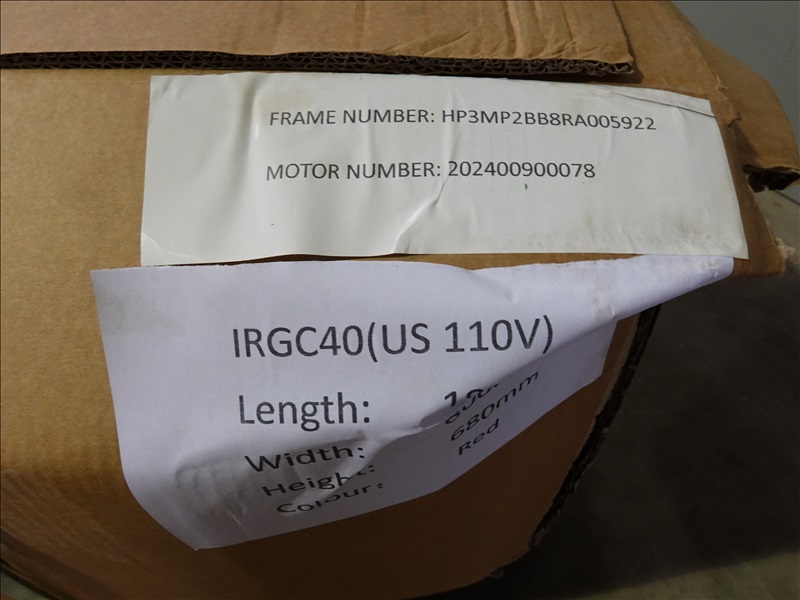 FRAME NUMBER: HP3MP2BB8RA005922
MOTOR NUMBER: 202400900078
IRGC40(US 110V)
Length:
Width:
Height: 680mm
Colour: Red